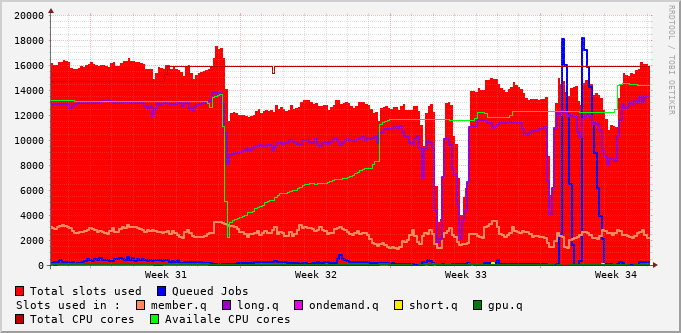 20000
18000
16000
14000
12000
10000
8000
6000
4000
2000
0
Week 31 Week 32 Week 33 Week 34
RRDTOOL / TOBI OETIKER
Total slots used Queued Jobs
Slots used in : member.q long.q ondemand.q short.q gpu.q
Total CPU cores Availale CPU cores